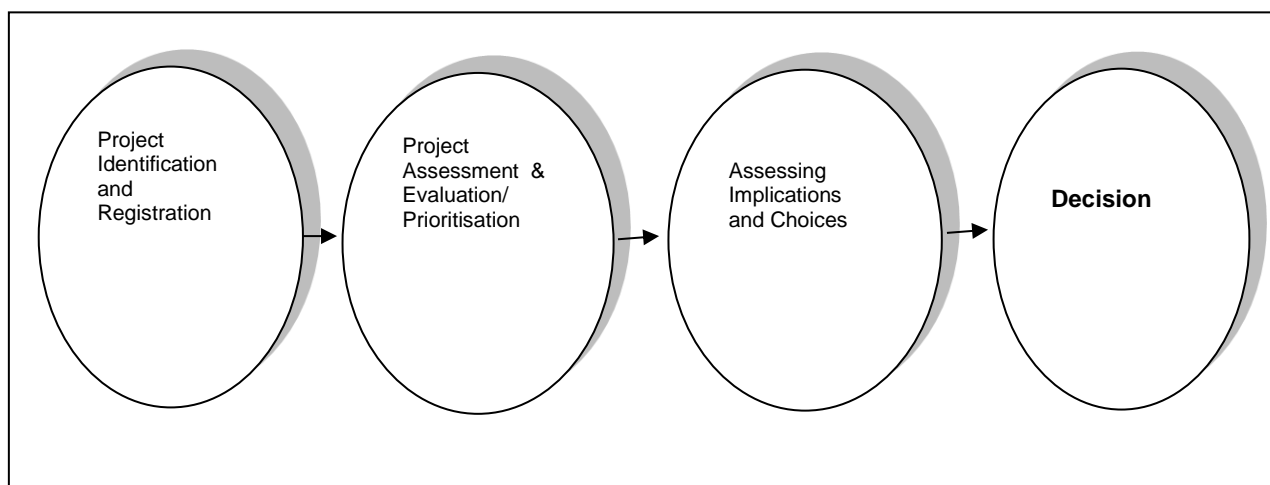 Project
Identification
and
Registration
Project
Assessment &
Evaluation/
Prioritisation
Assessing
Implications
and Choices
Decision